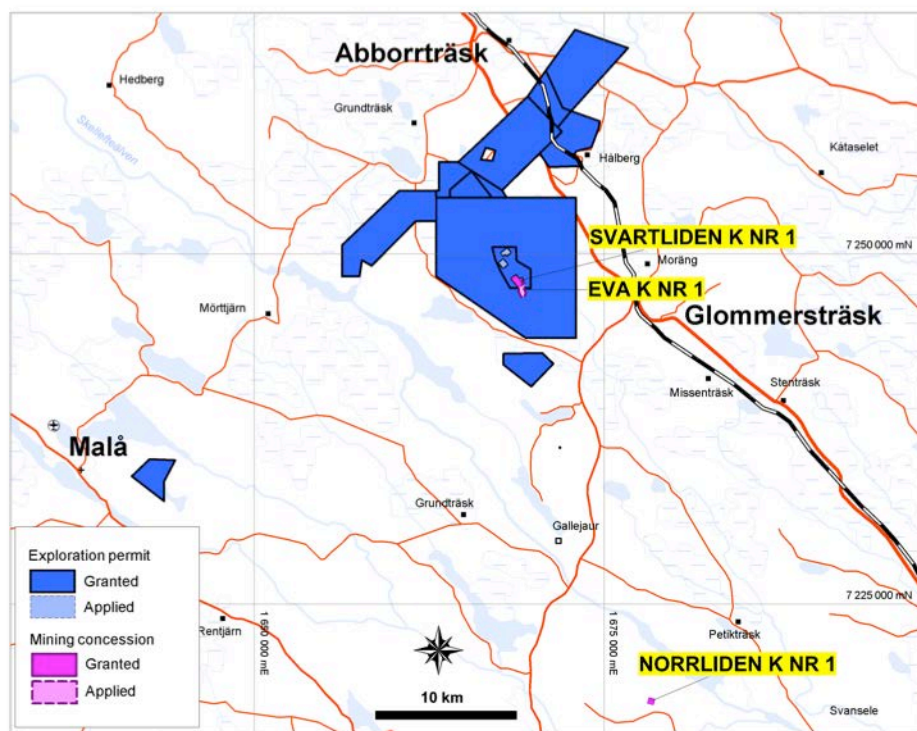 Abborrträsk
Hedberg
Grundträsk
Skellefteälven
Hålberg
Kåtaselet
SVARTLIDEN K NR 1
7 250 000 mN
Moräng
EVA K NR 1
Mörttjärn
Glommersträsk
Missenträsk
Stenträsk
Malå
Grundträsk
Gallejaur
Exploration permit
Granted
Applied
Mining concession
Granted
Applied
7 225 000 mN
Rentjärn
1 650 000 mE
1 675 000 mE
Petikträsk
NORRLIDEN K NR 1
10 km
Svansele